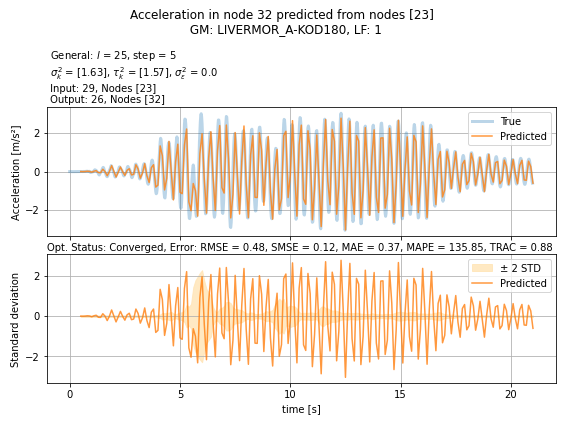 Acceleration in node 32 predicted from nodes [23]
GM: LIVERMOR_A-KOD180, LF: 1
General: l = 25, step = 5
σ²ₖ = [1.63], τ²ₖ = [1.57], σ²ε = 0.0
Input: 29, Nodes [23]
Output: 26, Nodes [32]
Acceleration [m/s²]
2
0
−2
True
Predicted
Opt. Status: Converged, Error: RMSE = 0.48, SMSE = 0.12, MAE = 0.37, MAPE = 135.85, TRAC = 0.88
Standard deviation
2
0
−2
± 2 STD
Predicted
0 5 10 15 20
time [s]